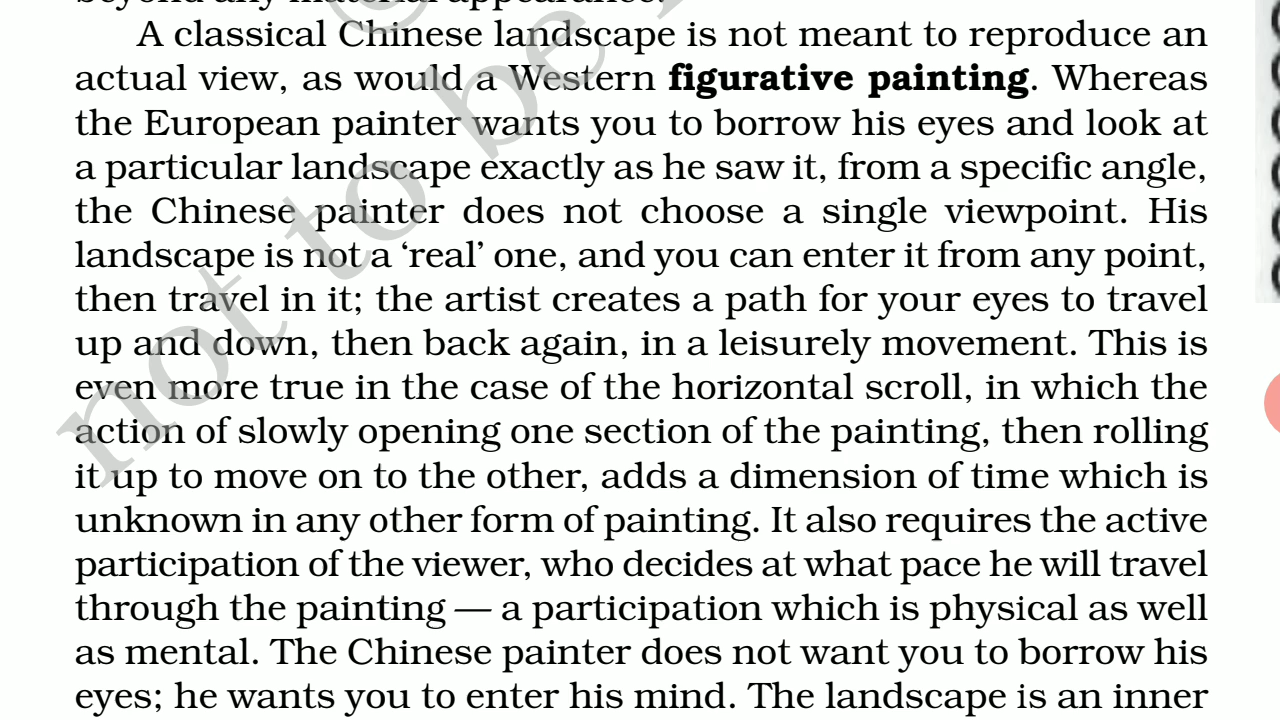 beyond any material appearance.
A classical Chinese landscape is not meant to reproduce an
actual view, as would a Western figurative painting. Whereas
the European painter wants you to borrow his eyes and look at
a particular landscape exactly as he saw it, from a specific angle,
the Chinese painter does not choose a single viewpoint. His
landscape is not a ‘real’ one, and you can enter it from any point,
then travel in it; the artist creates a path for your eyes to travel
up and down, then back again, in a leisurely movement. This is
even more true in the case of the horizontal scroll, in which the
action of slowly opening one section of the painting, then rolling
it up to move on to the other, adds a dimension of time which is
unknown in any other form of painting. It also requires the active
participation of the viewer, who decides at what pace he will travel
through the painting — a participation which is physical as well
as mental. The Chinese painter does not want you to borrow his
eyes; he wants you to enter his mind. The landscape is an inner
not to be